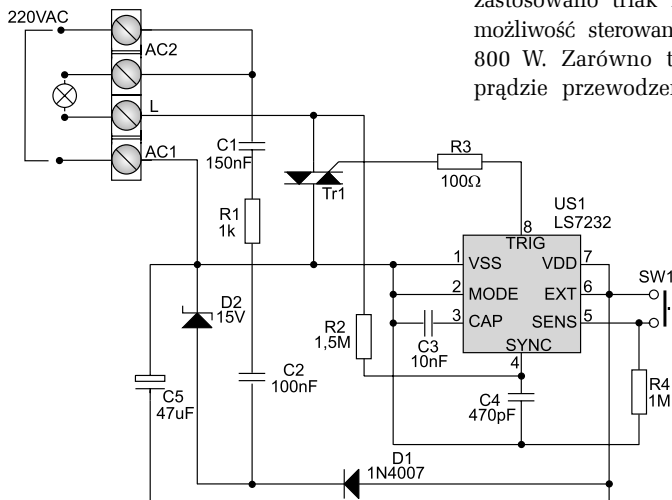 zastosowano triak
możliwość
800 W. Zarówno
prądzie
220VAC
AC2
L
AC1
C1
150nF
R1
1k
Tr1
R3
100Ω
US1
LS7232
8
TRIG
1
VSS
VDD
7
2
MODE
EXT
6
3
CAP
SENS
5
SYNC
4
SW1
D2
15V
R2
1,5M
C3
10nF
C2
100nF
C4
470pF
R4
1M
C5
47uF
D1
1N4007